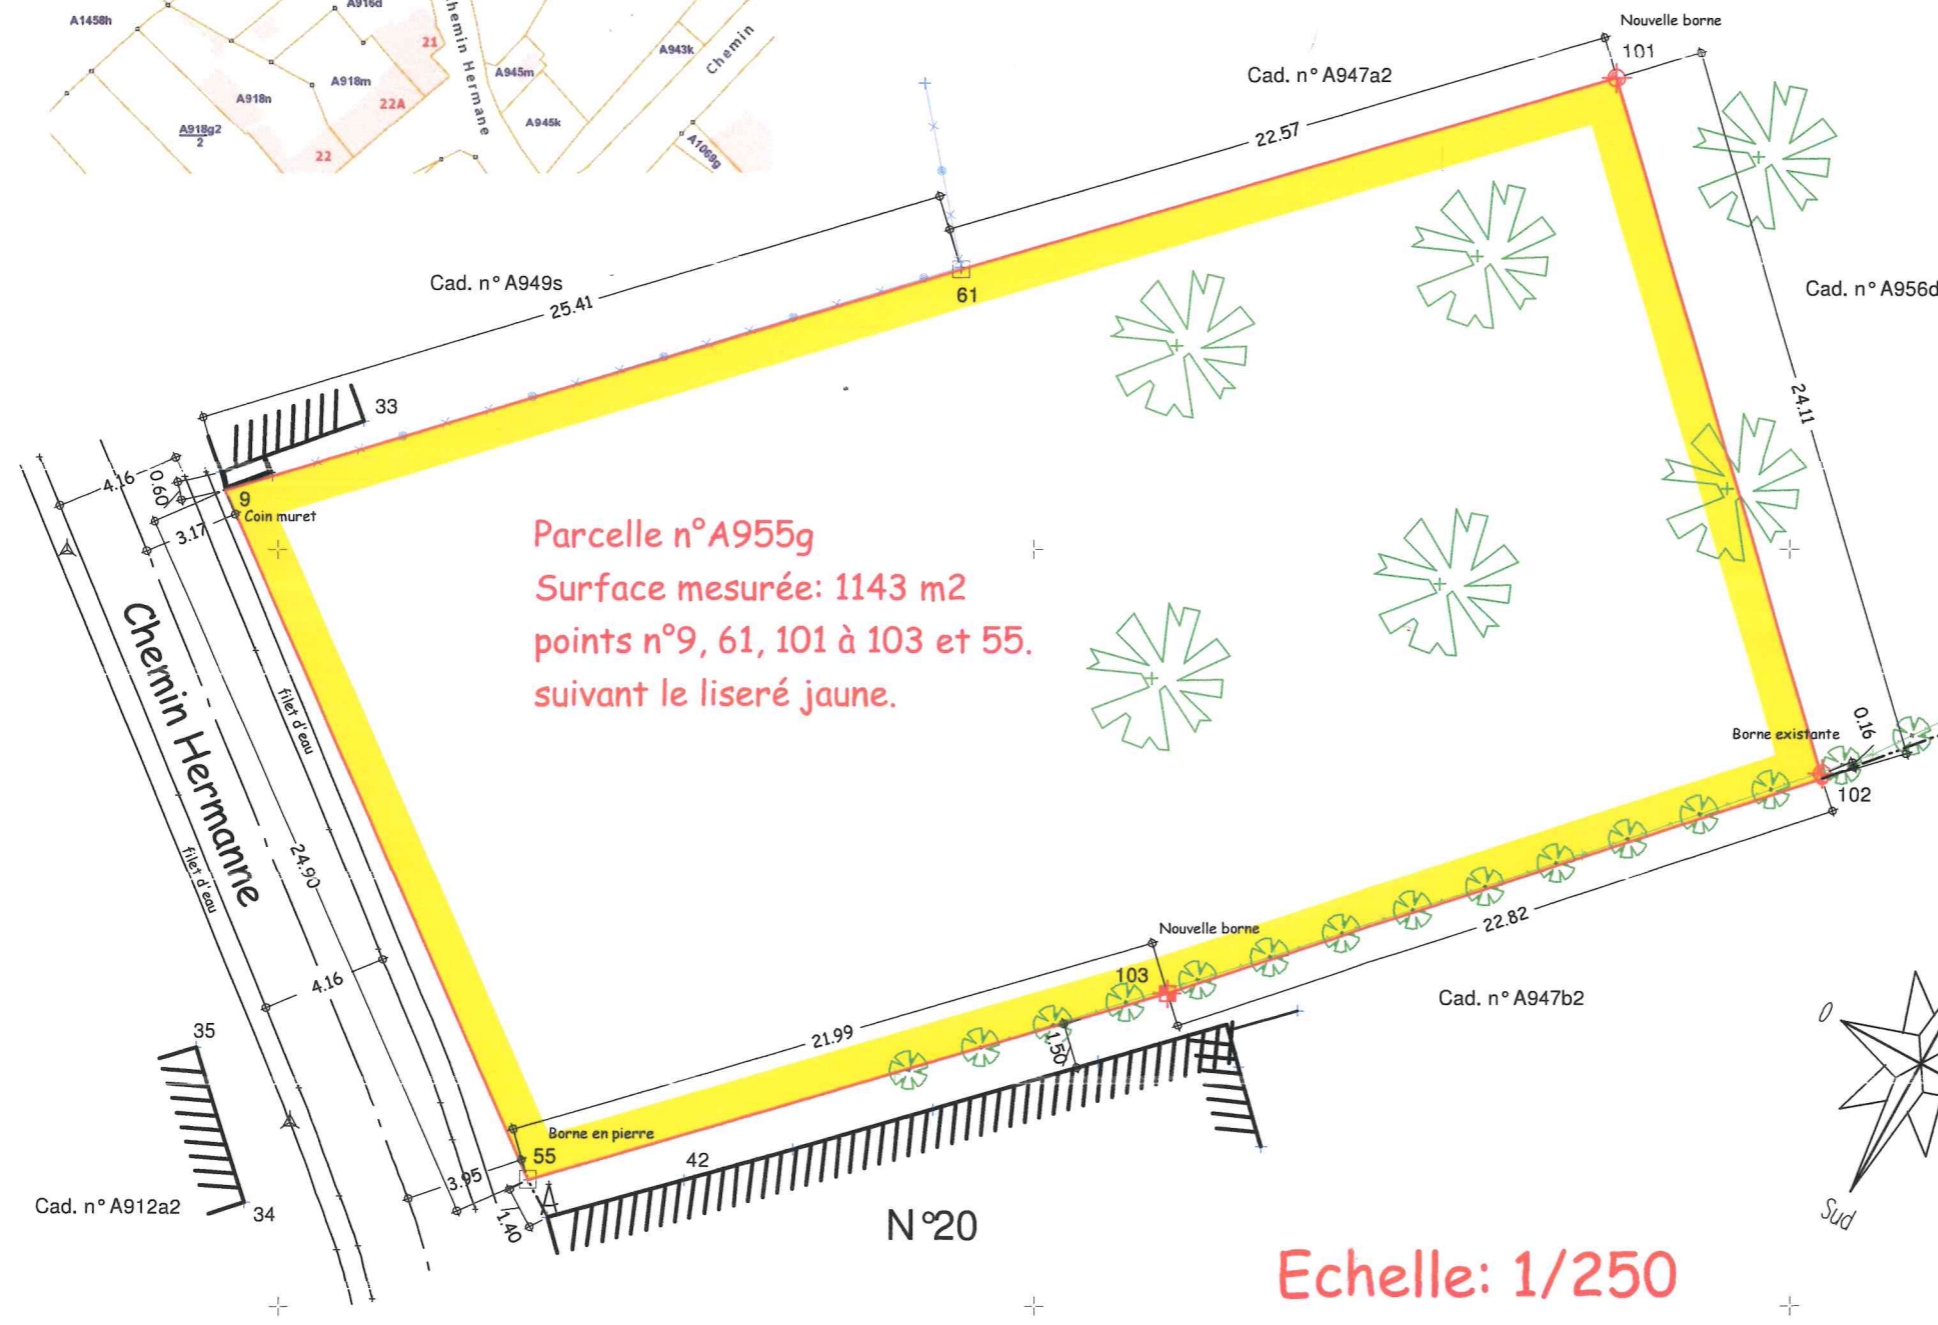 A1458h
A916d
21
A918m
A918n
22A
A918g2
2
22
Chemin Hermane
A945m
A945k
A943k
Chemin
A1069g
Nouvelle borne
101
Cad. n° A947a2
22.57
Cad. n° A949s
25.41
61
Cad. n° A956d
33
4.16
0.60
9
Coin muret
3.17
24.11
Parcelle n°A955g
Surface mesurée: 1143 m2
points n°9, 61, 101 à 103 et 55.
suivant le liseré jaune.
Chemin Hermanne
filet d'eau
filet d'eau
24.90
4.16
0.16
Borne existante
102
22.82
Nouvelle borne
103
Cad. n° A947b2
21.99
1.50
35
34
Cad. n° A912a2
Borne en pierre
55
3.95
1.40
42
N°20
O
Sud
Echelle: 1/250